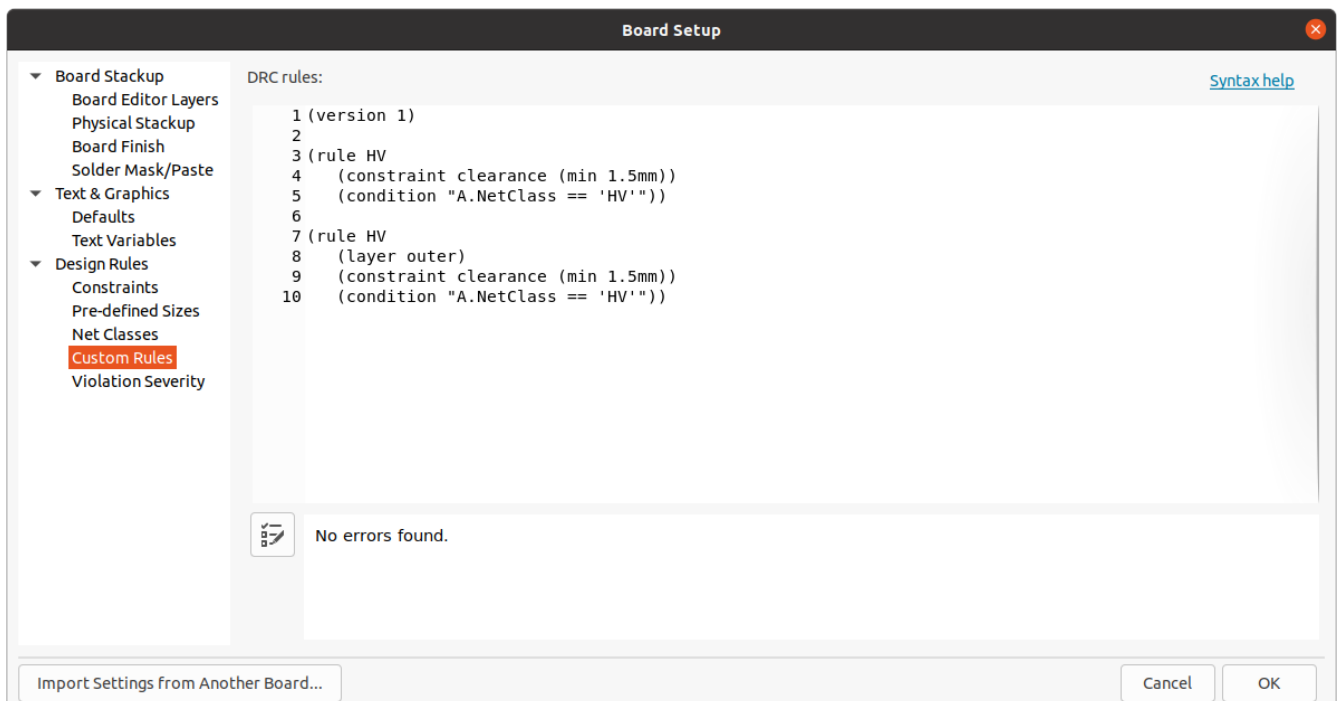 Board Setup
Board Stackup
Board Editor Layers
Physical Stackup
Board Finish
Solder Mask/Paste
Text & Graphics
Defaults
Text Variables
Design Rules
Constraints
Pre-defined Sizes
Net Classes
Custom Rules
Violation Severity
DRC rules:
Syntax help
1 (version 1)
2
3 (rule HV
4    (constraint clearance (min 1.5mm))
5    (condition "A.NetClass == 'HV'"))
6
7 (rule HV
8    (layer outer)
9    (constraint clearance (min 1.5mm))
10    (condition "A.NetClass == 'HV'"))
No errors found.
Import Settings from Another Board...
Cancel
OK